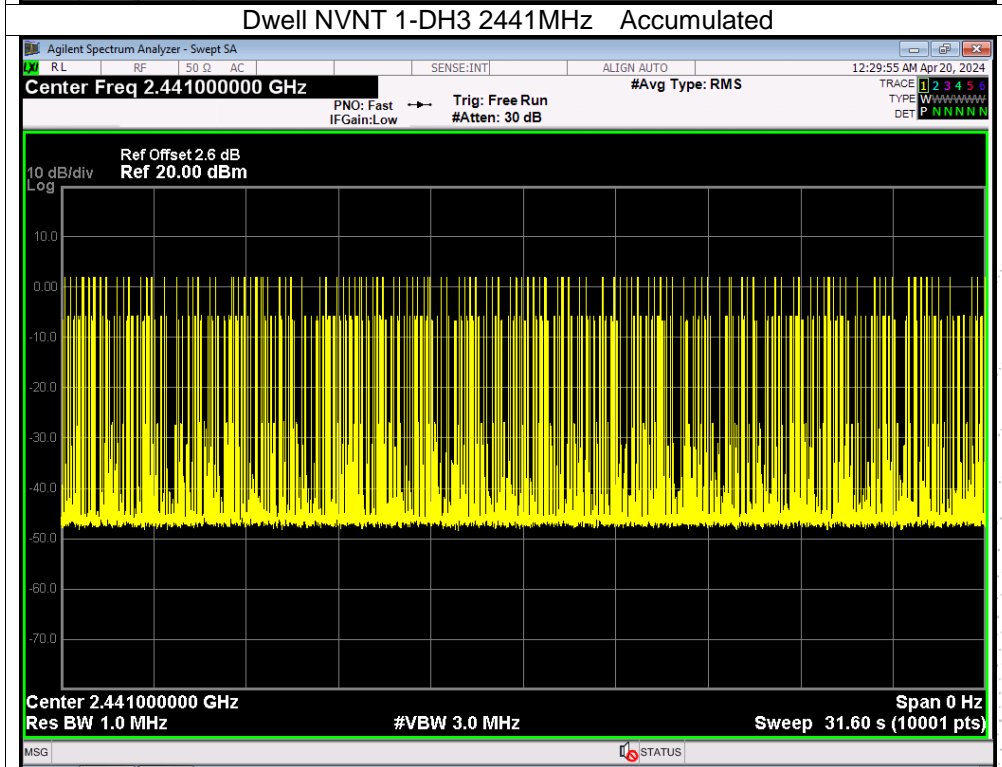 Dwell NVNT 1-DH3 2441MHz Accumulated
Agilent Spectrum Analyzer - Swept SA
LXI RL RF 50 Ω AC SENSE:INT ALIGN AUTO 12:29:55 AM Apr 20, 2024
Center Freq 2.441000000 GHz #Avg Type: RMS TRACE 1 2 3 4 5 6
PNO: Fast Trig: Free Run TYPE WWWWWW
IFGain:Low #Atten: 30 dB DET P N N N N N
Ref Offset 2.6 dB
10 dB/div Ref 20.00 dBm
Log
10.0
0.00
-10.0
-20.0
-30.0
-40.0
-50.0
-60.0
-70.0
Center 2.441000000 GHz Span 0 Hz
Res BW 1.0 MHz #VBW 3.0 MHz Sweep 31.60 s (10001 pts)
MSG STATUS